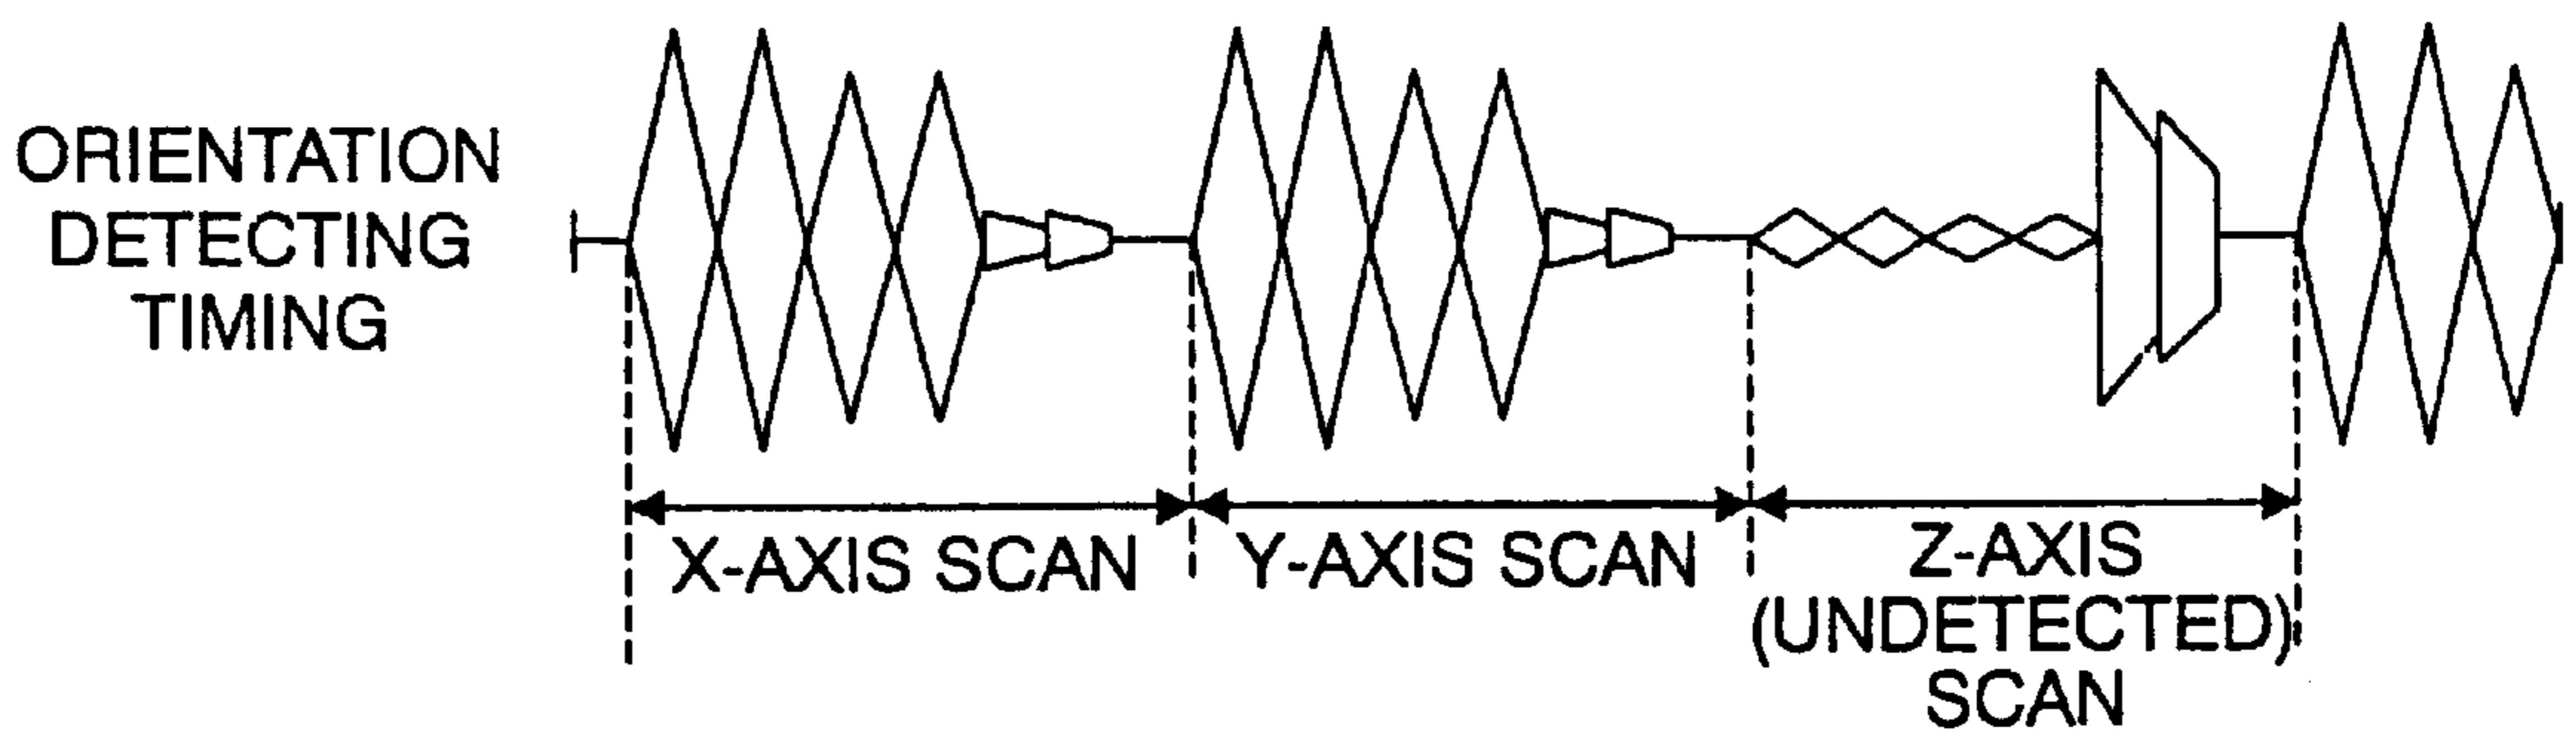 ORIENTATION
DETECTING
TIMING
X-AXIS SCAN
Y-AXIS SCAN
Z-AXIS
(UNDETECTED)
SCAN